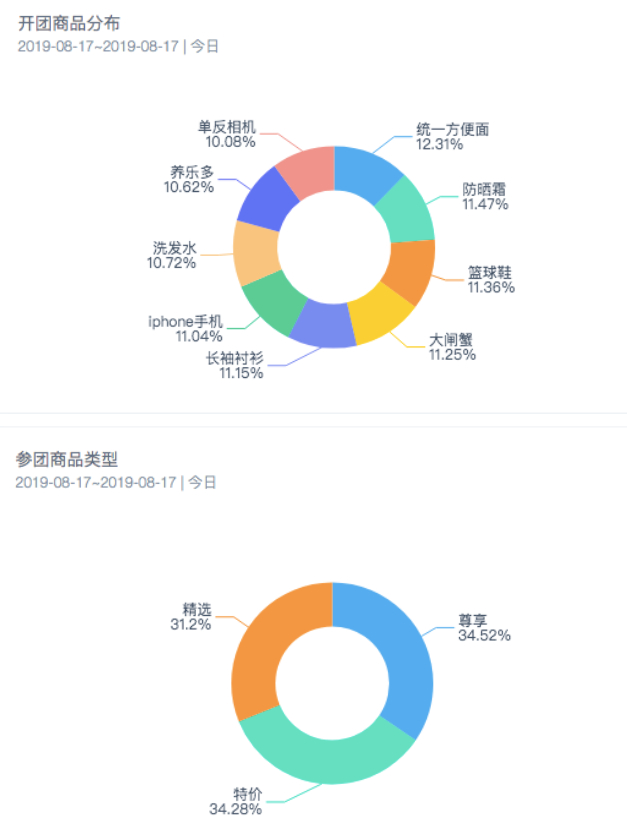 开团商品分布
2019-08-17~2019-08-17 | 今日
单反相机
10.08%
统一方便面
12.31%
养乐多
10.62%
防晒霜
11.47%
洗发水
10.72%
篮球鞋
11.36%
iphone手机
11.04%
大闸蟹
11.25%
长袖衬衫
11.15%
参团商品类型
2019-08-17~2019-08-17 | 今日
精选
31.2%
尊享
34.52%
特价
34.28%